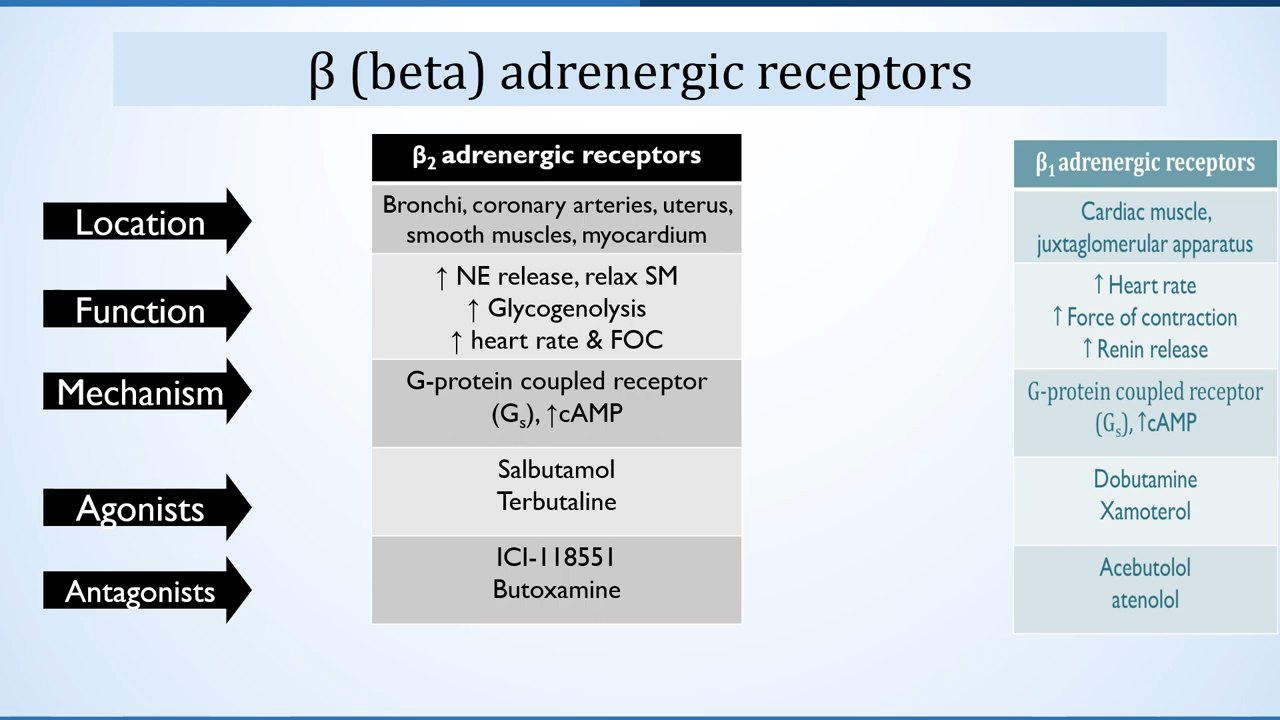 β (beta) adrenergic receptors
Location
Function
Mechanism
Agonists
Antagonists
β₂ adrenergic receptors
Bronchi, coronary arteries, uterus,
smooth muscles, myocardium
↑ NE release, relax SM
↑ Glycogenolysis
↑ heart rate & FOC
G-protein coupled receptor
(Gₛ), ↑cAMP
Salbutamol
Terbutaline
ICI-118551
Butoxamine
β₁ adrenergic receptors
Cardiac muscle,
juxtaglomerular apparatus
↑ Heart rate
↑ Force of contraction
↑ Renin release
G-protein coupled receptor
(Gₛ), ↑cAMP
Dobutamine
Xamoterol
Acebutolol
atenolol